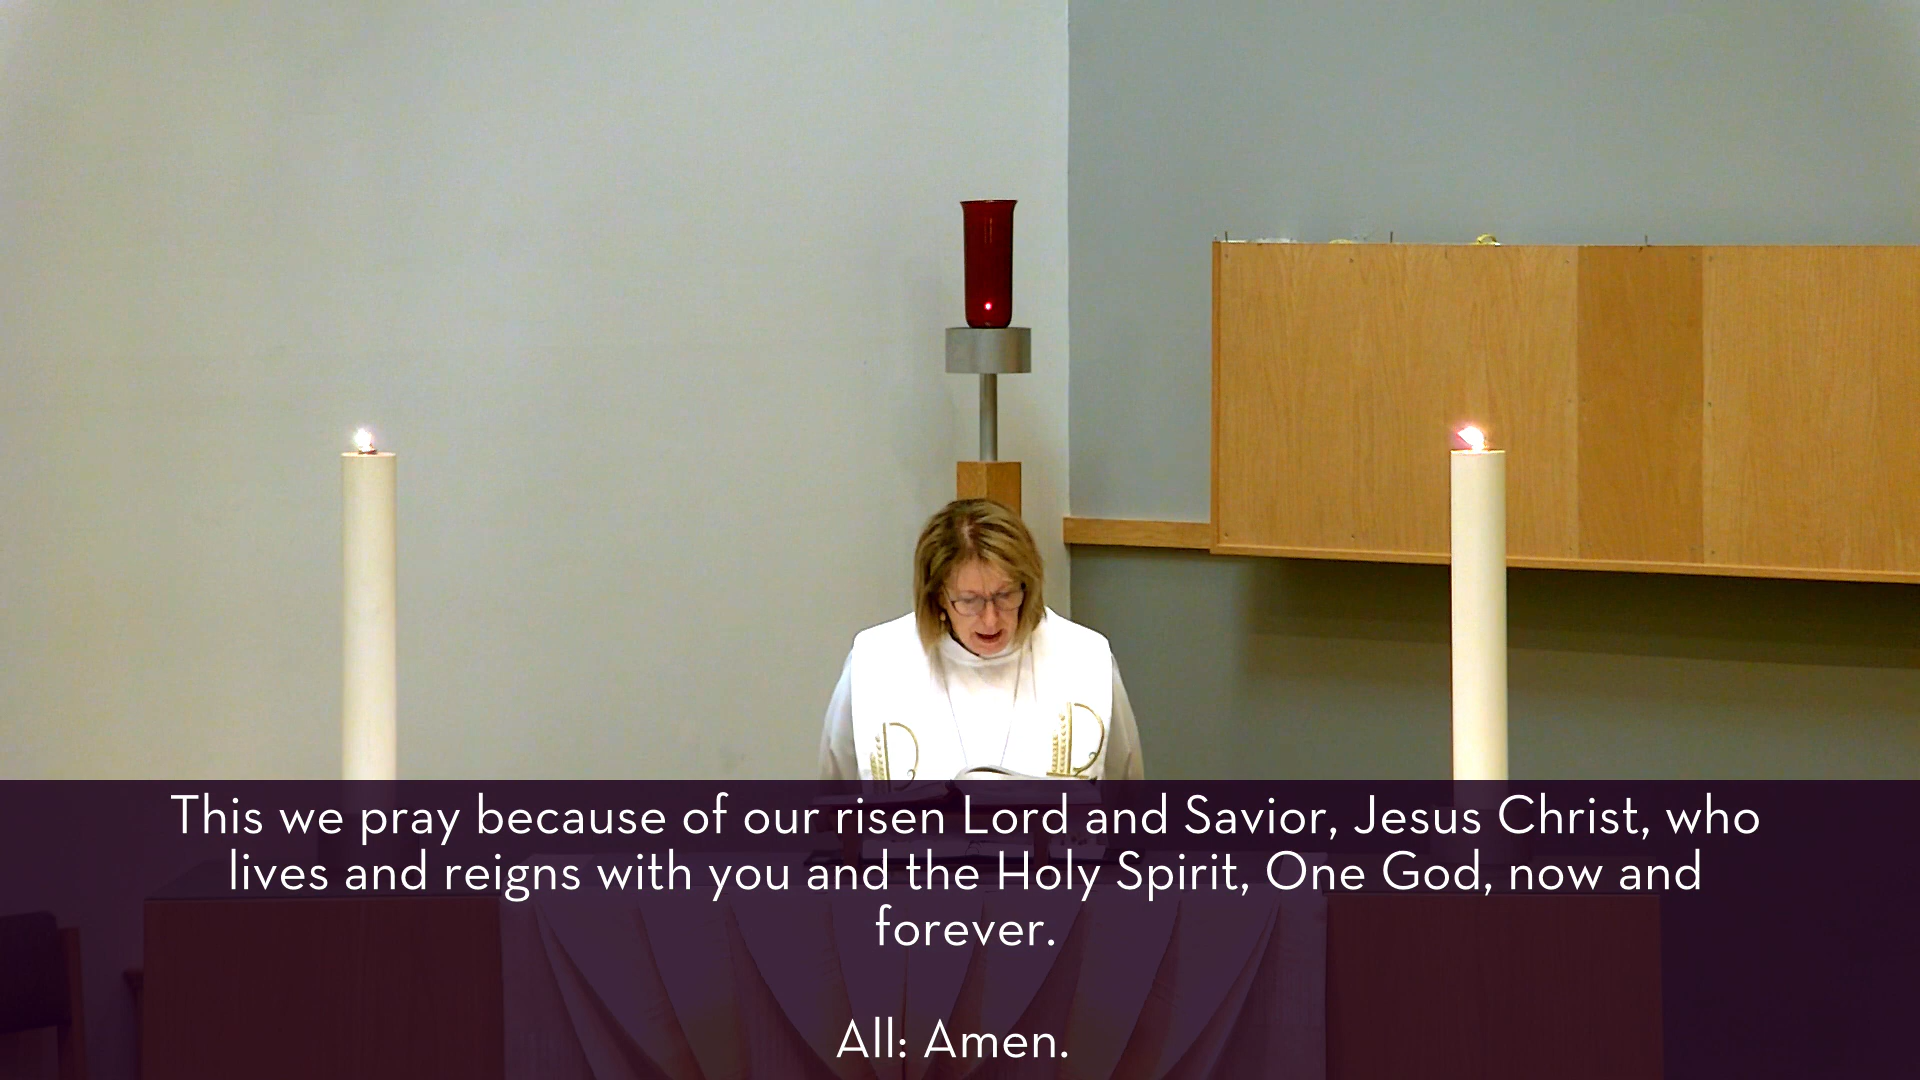 This we pray because of our risen Lord and Savior, Jesus Christ, who
lives and reigns with you and the Holy Spirit, One God, now and
forever.
All: Amen.